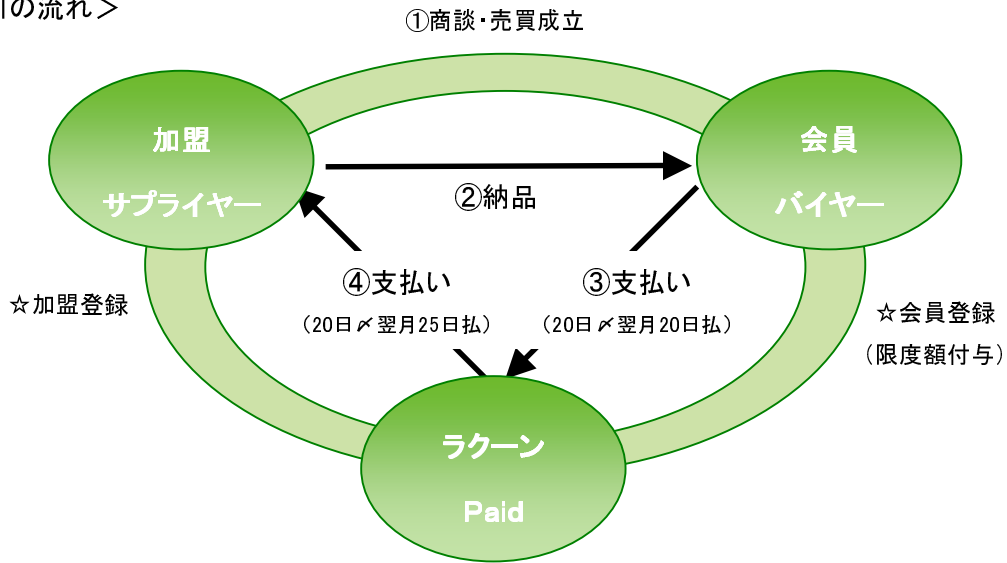 の流れ＞
①商談・売買成立
加盟
サプライヤー
会員
バイヤー
②納品
④支払い
（20日〆翌月25日払）
③支払い
（20日〆翌月20日払）
☆加盟登録
☆会員登録
（限度額付与）
ラクーン
Paid